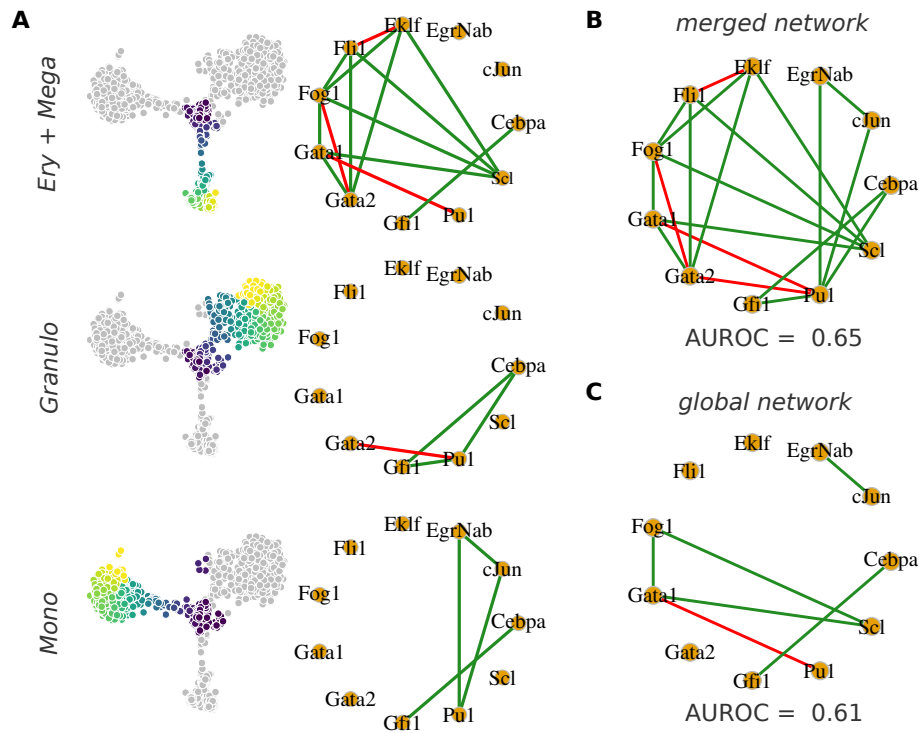 A
Ery + Mega
Eklf
EgrNab
Fli1
cJun
Fog1
Cebpa
Gata1
Scl
Gata2
Pu1
Gfi1
Granulo
Eklf
EgrNab
Fli1
cJun
Fog1
Cebpa
Gata1
Scl
Gata2
Pu1
Gfi1
Mono
Eklf
EgrNab
Fli1
cJun
Fog1
Cebpa
Gata1
Scl
Gata2
Pu1
Gfi1
B
merged network
Eklf
EgrNab
Fli1
cJun
Fog1
Cebpa
Gata1
Scl
Gata2
Pu1
Gfi1
AUROC = 0.65
C
global network
Eklf
EgrNab
Fli1
cJun
Fog1
Cebpa
Gata1
Scl
Gata2
Pu1
Gfi1
AUROC = 0.61